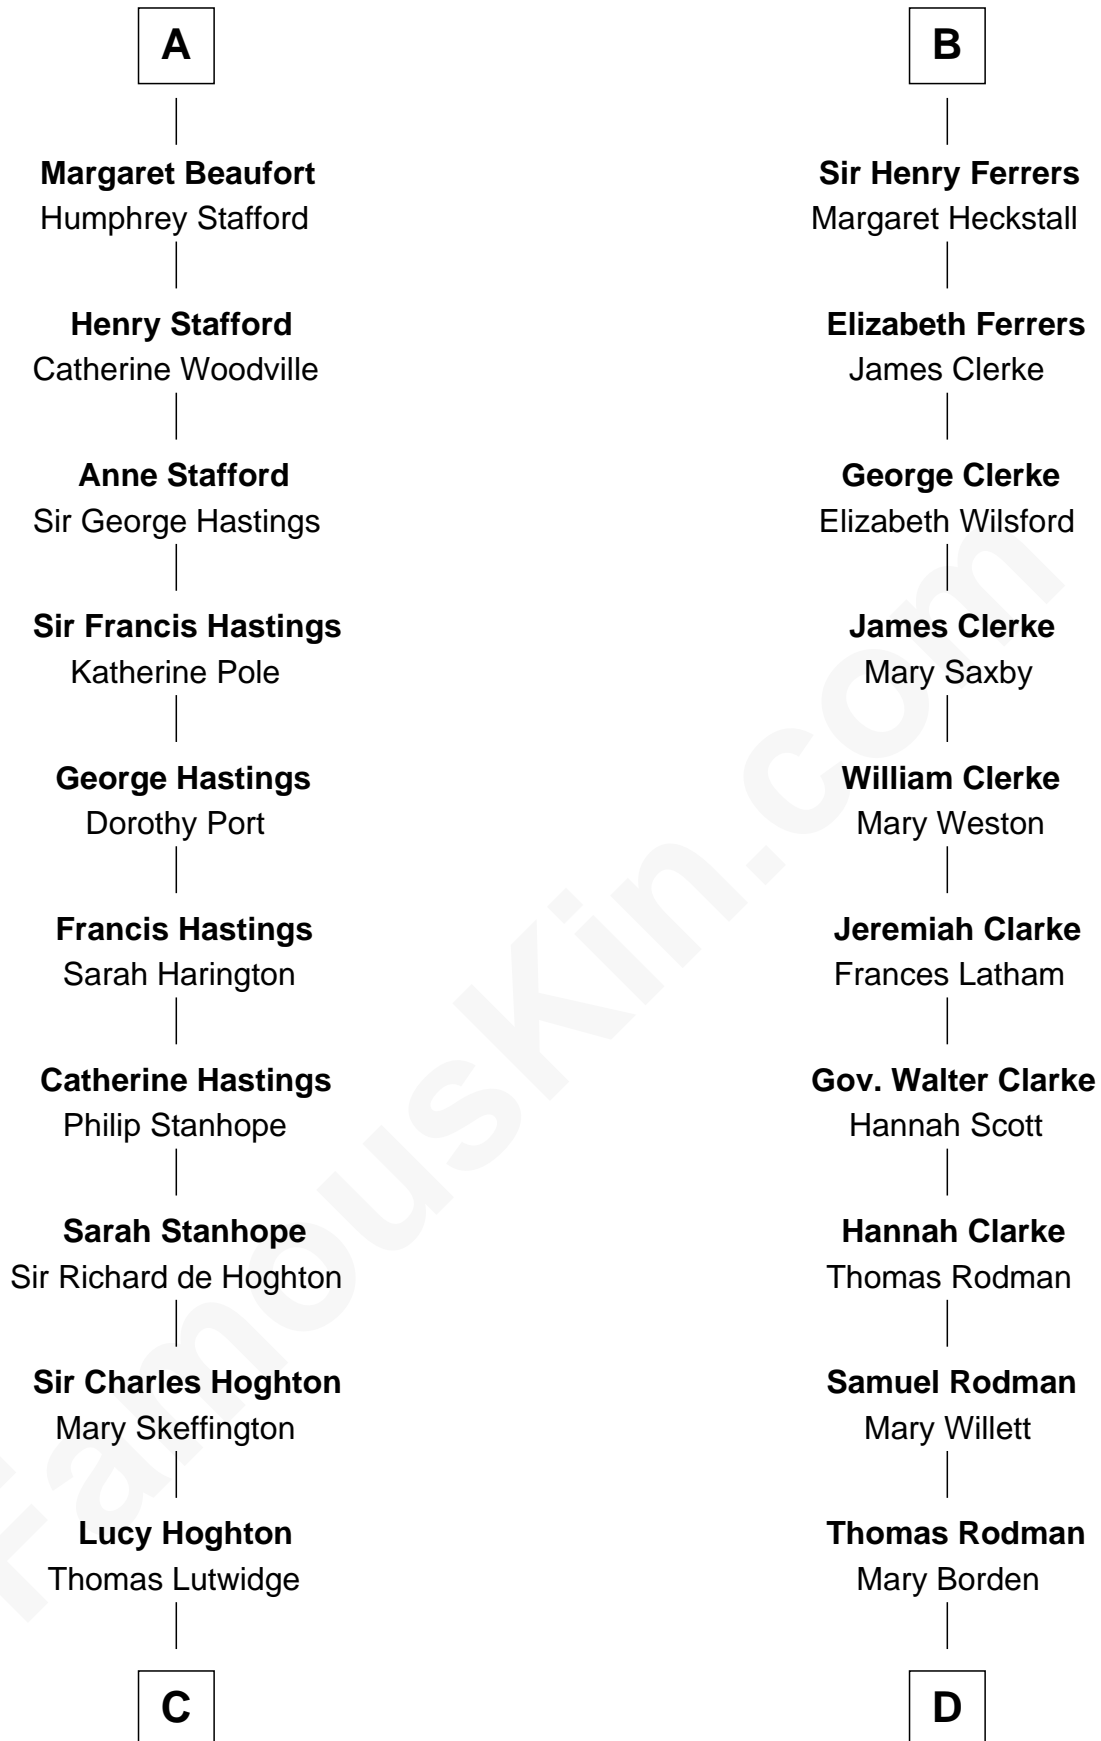 A
Margaret Beaufort
Humphrey Stafford
Henry Stafford
Catherine Woodville
Anne Stafford
Sir George Hastings
Sir Francis Hastings
Katherine Pole
George Hastings
Dorothy Port
Francis Hastings
Sarah Harington
Catherine Hastings
Philip Stanhope
Sarah Stanhope
Sir Richard de Hoghton
Sir Charles Hoghton
Mary Skeffington
Lucy Hoghton
Thomas Lutwidge
C
B
Sir Henry Ferrers
Margaret Heckstall
Elizabeth Ferrers
James Clerke
George Clerke
Elizabeth Wilsford
James Clerke
Mary Saxby
William Clerke
Mary Weston
Jeremiah Clarke
Frances Latham
Gov. Walter Clarke
Hannah Scott
Hannah Clarke
Thomas Rodman
Samuel Rodman
Mary Willett
Thomas Rodman
Mary Borden
D
FamousKin.com